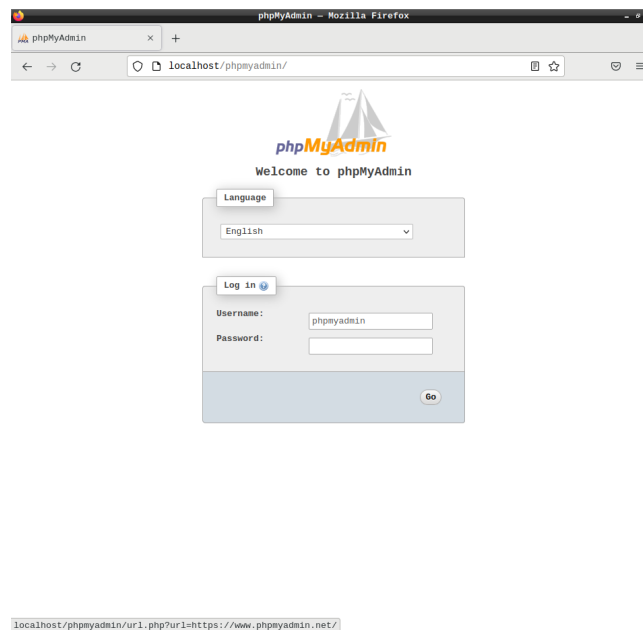 phpMyAdmin — Mozilla Firefox
phpMyAdmin
localhost/phpmyadmin/
phpMyAdmin
Welcome to phpMyAdmin
Language
English
Log in
Username:
phpmyadmin
Password:
Go
localhost/phpmyadmin/url.php?url=https://www.phpmyadmin.net/